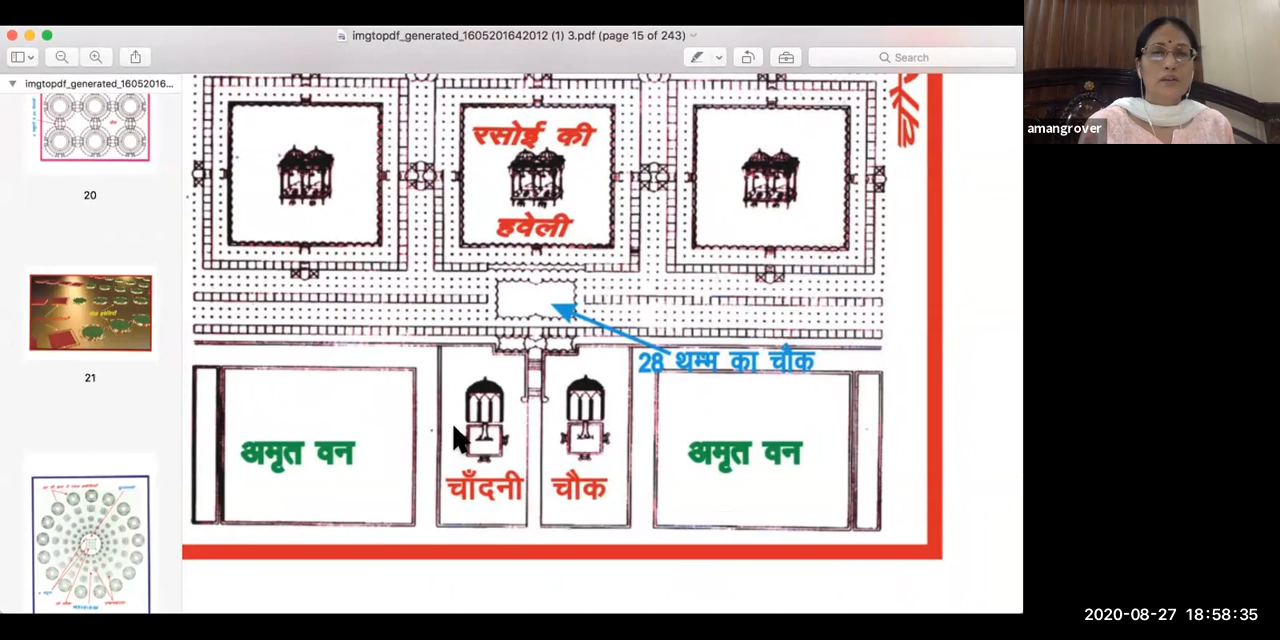 imgtopdf_generated_1605201642012 (1) 3.pdf (page 15 of 243)
Search
imgtopdf_generated_16052016...
20
21
रसोई की
हवेली
28 थम्भ का चौक
अमृत वन
चाँदनी चौक
अमृत वन
amangrover
2020-08-27 18:58:35